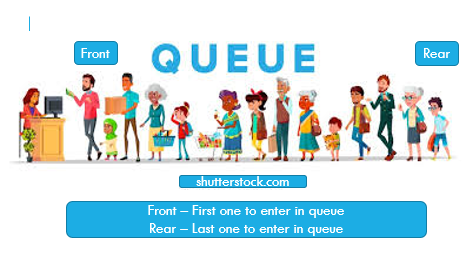 QUEUE
Front
Rear
shutterstock.com
Front – First one to enter in queue
Rear – Last one to enter in queue